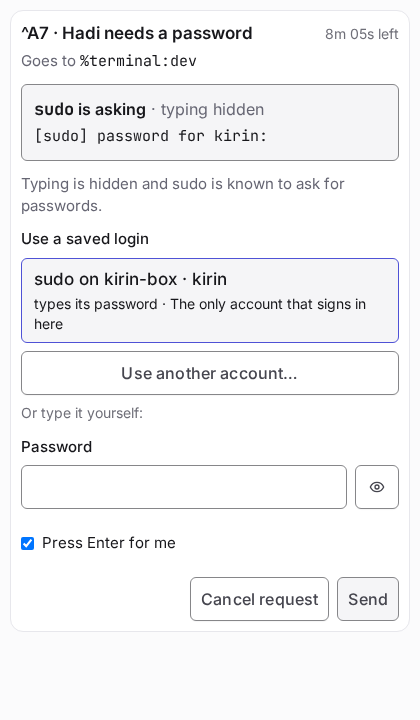 ^A7 · Hadi needs a password
8m 05s left
Goes to %terminal:dev
sudo is asking · typing hidden
[sudo] password for kirin:
Typing is hidden and sudo is known to ask for
passwords.
Use a saved login
sudo on kirin-box · kirin
types its password · The only account that signs in
here
Use another account...
Or type it yourself:
Password
Press Enter for me
Cancel request
Send